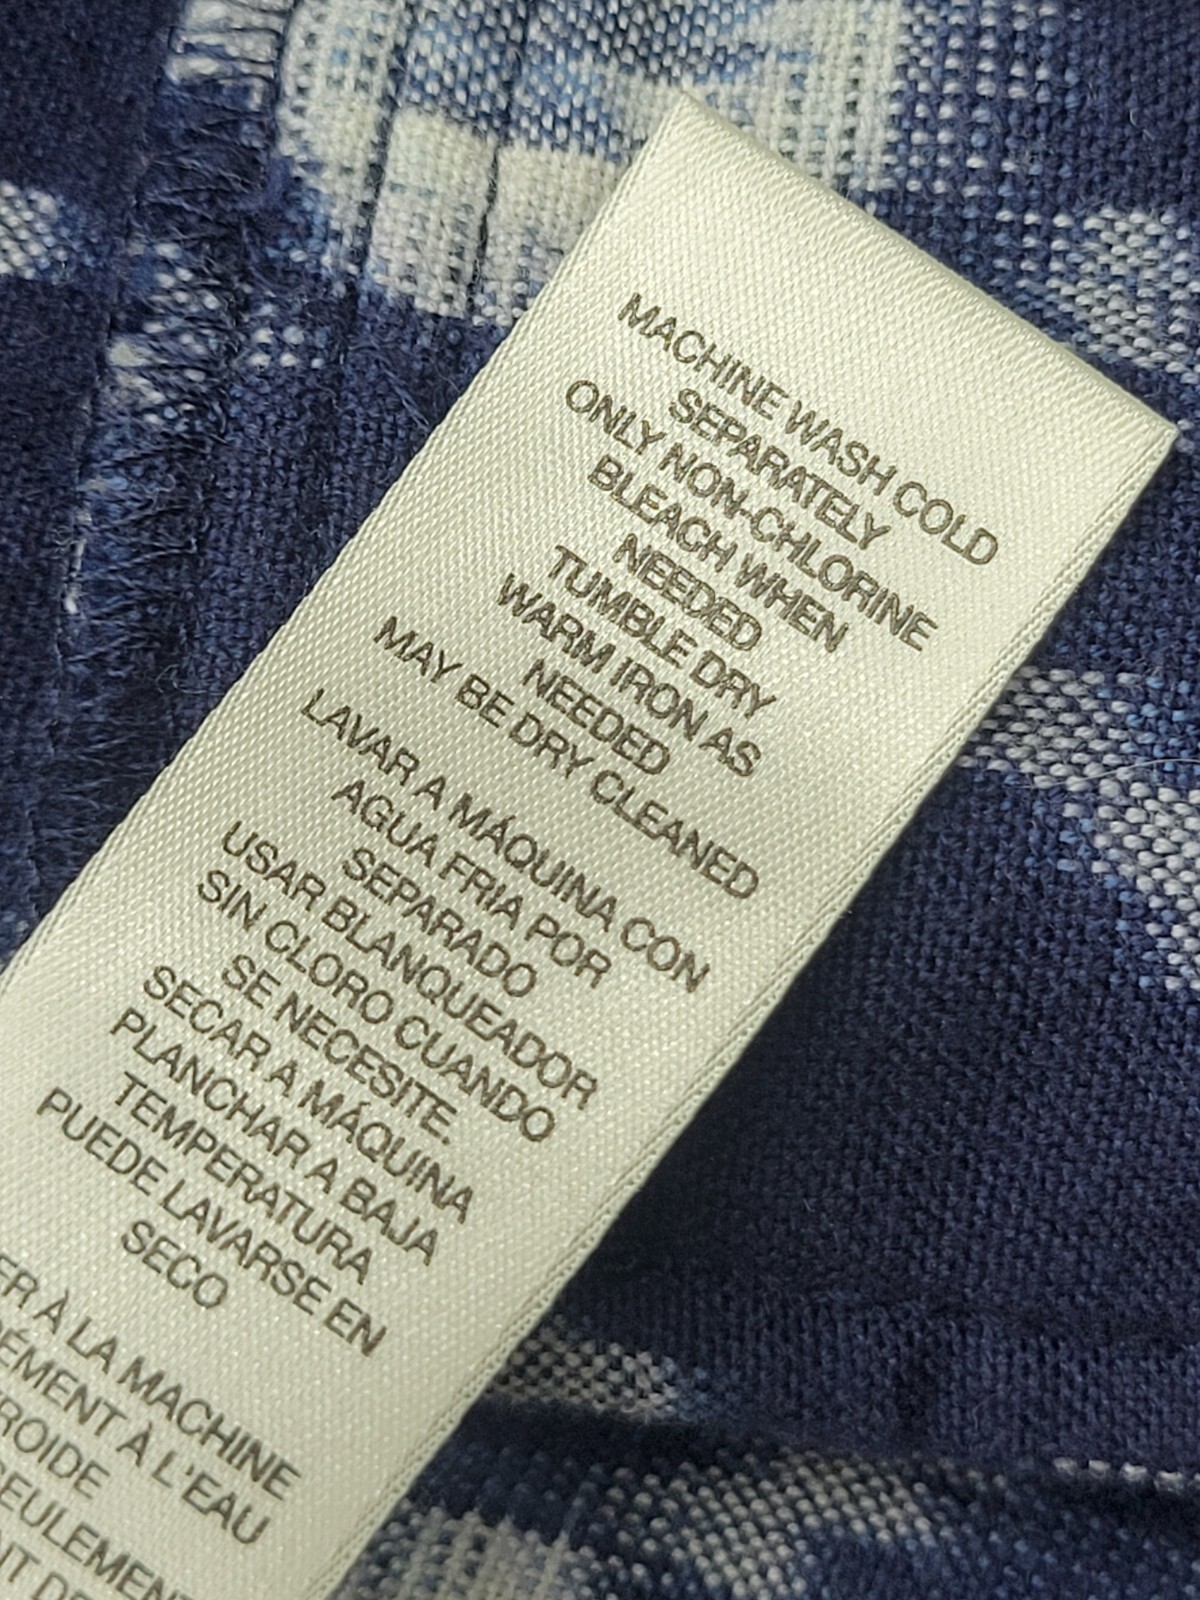 MACHINE WASH COLD
SEPARATELY
ONLY NON-CHLORINE
BLEACH WHEN
NEEDED
TUMBLE DRY
WARM IRON AS
NEEDED
MAY BE DRY CLEANED
LAVAR A MÁQUINA CON
AGUA FRIA POR
SEPARADO
USAR BLANQUEADOR
SIN CLORO CUANDO
SE NECESITE.
SECAR A MÁQUINA
PLANCHAR A BAJA
TEMPERATURA
PUEDE LAVARSE EN
SECO
À LA MACHINE
À L'EAU